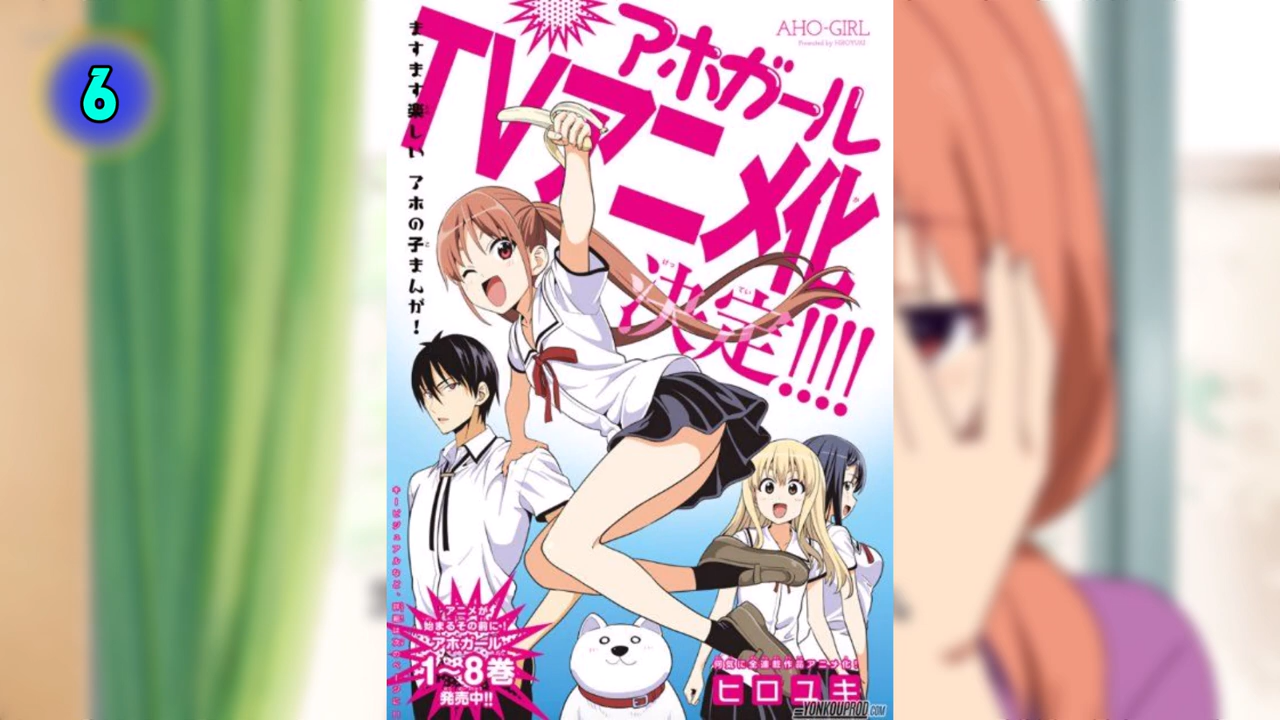 6
AHO-GIRL
Presented by HIROYUKI
アホガール
TVアニメ化
決定!!!!
ますます楽しいアホの子まんが!
アニメが
始まるその前に!
アホガール
1〜8巻
発売中!!
何気に全連載作品アニメ化!
ヒロユキ
YONKOUPROD.COM